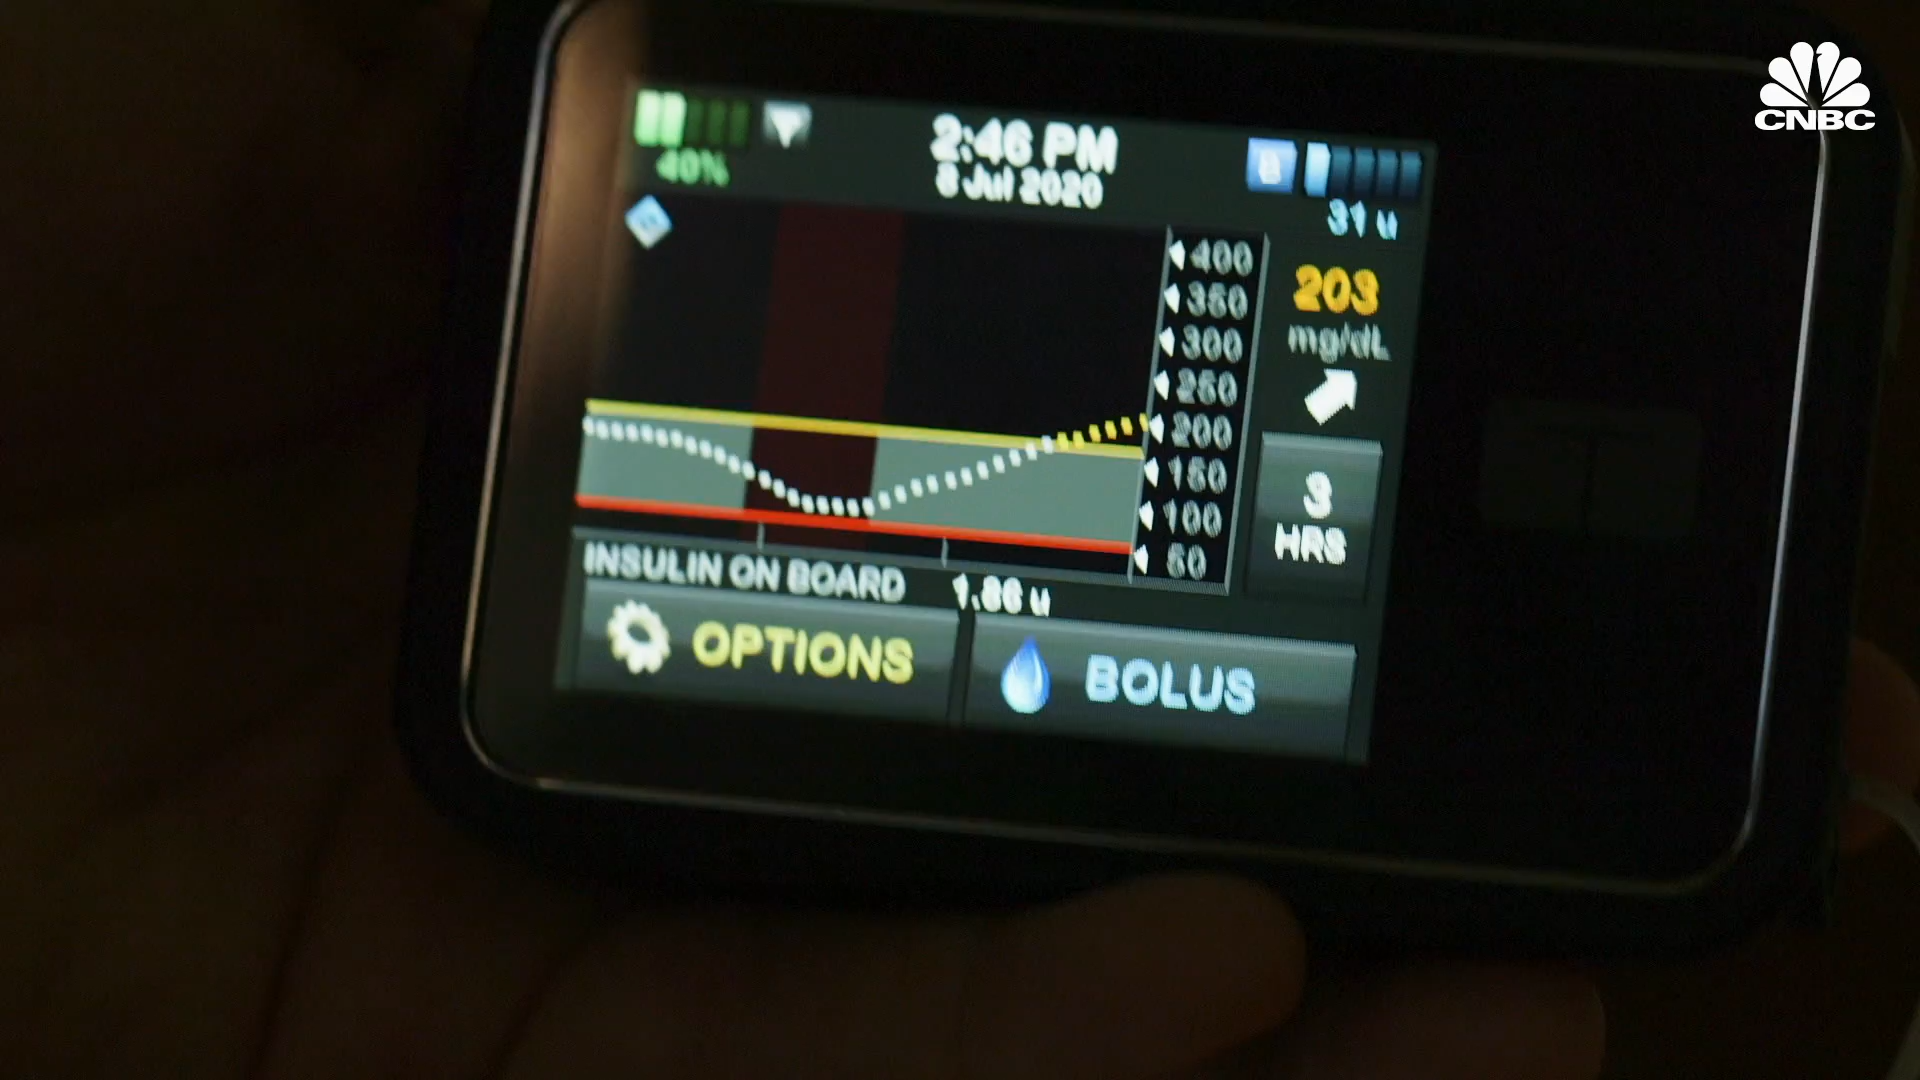 CNBC
2:46 PM
8 Jul 2020
40%
B
31 u
400
350
300
250
200
150
100
50
203
mg/dL
3
HRS
INSULIN ON BOARD 1.86 u
OPTIONS
BOLUS